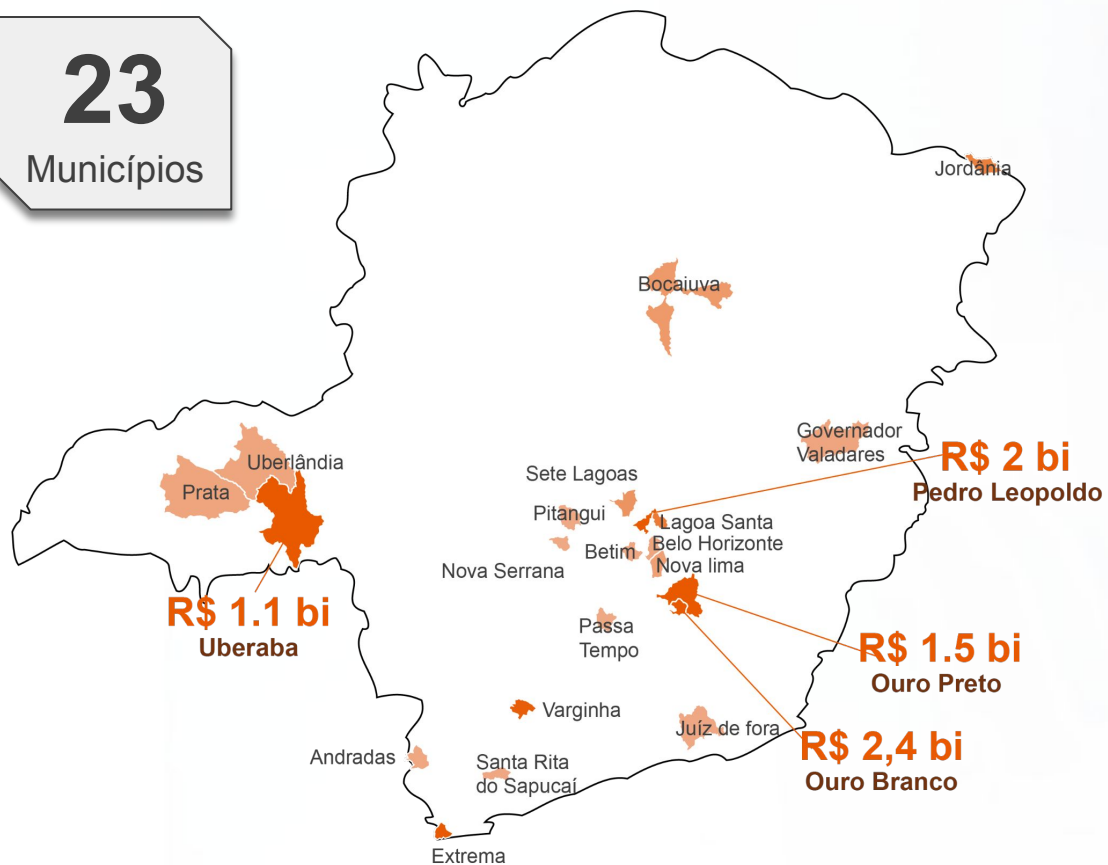 23
Municípios
Jordânia
Bocaiuva
Governador
Valadares
R$ 2 bi
Pedro Leopoldo
Uberlândia
Prata
Sete Lagoas
Pitangui
Lagoa Santa
Belo Horizonte
Betim
Nova lima
Nova Serrana
R$ 1.1 bi
Uberaba
Passa
Tempo
R$ 1.5 bi
Ouro Preto
Varginha
Juíz de fora
R$ 2,4 bi
Ouro Branco
Andradas
Santa Rita
do Sapucaí
Extrema